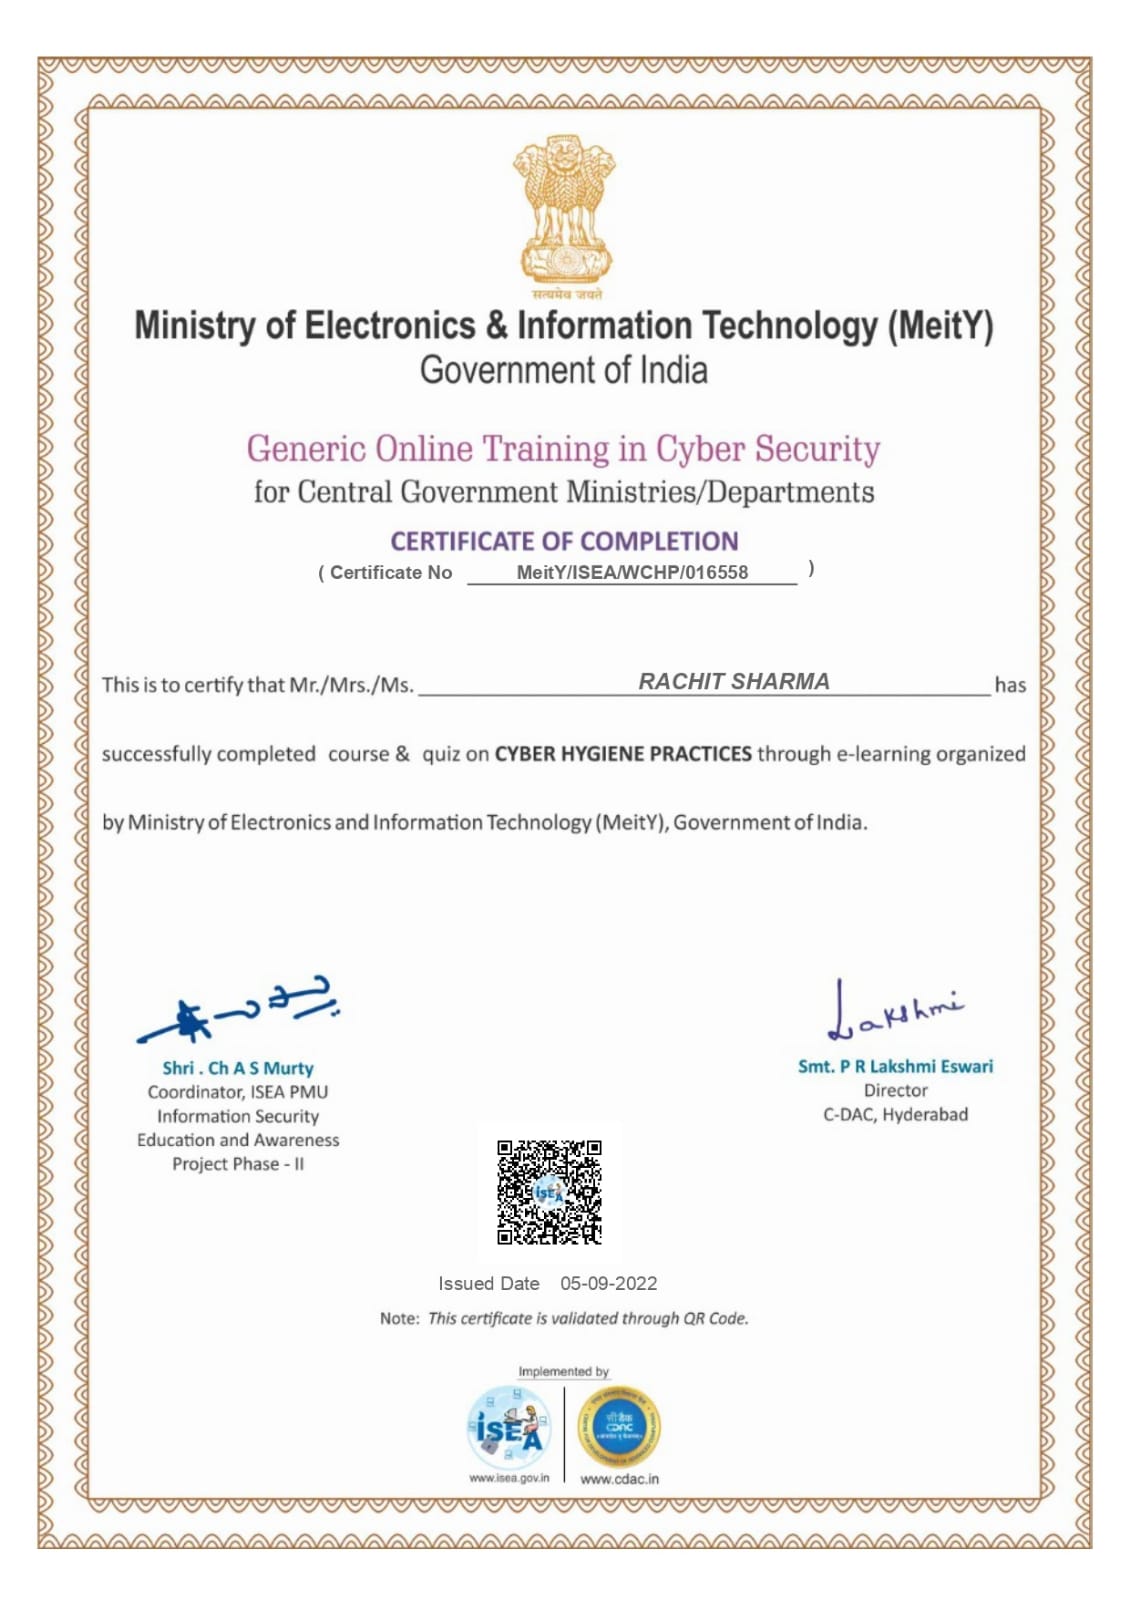 सत्यमेव जयते
Ministry of Electronics & Information Technology (MeitY)
Government of India
Generic Online Training in Cyber Security
for Central Government Ministries/Departments
CERTIFICATE OF COMPLETION
( Certificate No MeitY/ISEA/WCHP/016558 )
This is to certify that Mr./Mrs./Ms. RACHIT SHARMA has
successfully completed course & quiz on CYBER HYGIENE PRACTICES through e-learning organized
by Ministry of Electronics and Information Technology (MeitY), Government of India.
Lakshmi
Shri . Ch A S Murty
Coordinator, ISEA PMU
Information Security
Education and Awareness
Project Phase - II
Smt. P R Lakshmi Eswari
Director
C-DAC, Hyderabad
ISEA
Issued Date 05-09-2022
Note: This certificate is validated through QR Code.
Implemented by
ISEA
www.isea.gov.in
सी डैक
CDAC
www.cdac.in